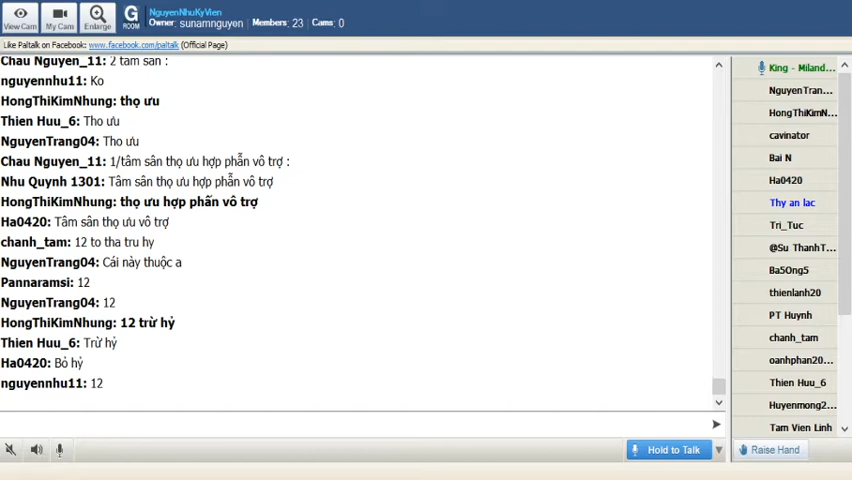 NguyenNhuKyVien
Owner: sunamnguyen Members: 23 Cams: 0
View Cam My Cam Enlarge G ROOM
Like Paltalk on Facebook: www.facebook.com/paltalk (Official Page)
Chau Nguyen_11: 2 tam san :
nguyennhu11: Ko
HongThiKimNhung: thọ ưu
Thien Huu_6: Tho ưu
NguyenTrang04: Tho ưu
Chau Nguyen_11: 1/tâm sân thọ ưu hợp phẫn vô trợ :
Nhu Quynh 1301: Tâm sân thọ ưu hợp phẫn vô trợ
HongThiKimNhung: thọ ưu hợp phấn vô trợ
Ha0420: Tâm sân thọ ưu vô trợ
chanh_tam: 12 to tha tru hy
NguyenTrang04: Cái này thuộc a
Pannaramsi: 12
NguyenTrang04: 12
HongThiKimNhung: 12 trừ hỷ
Thien Huu_6: Trừ hỷ
Ha0420: Bỏ hỷ
nguyennhu11: 12
King - Miland...
NguyenTran...
HongThiKimN...
cavinator
Bai N
Ha0420
Thy an lac
Tri_Tuc
@Su ThanhT...
Ba5Ong5
thienlanh20
PT Huynh
chanh_tam
oanhphan20...
Thien Huu_6
Huyenmong2...
Tam Vien Linh
Hold to Talk
Raise Hand